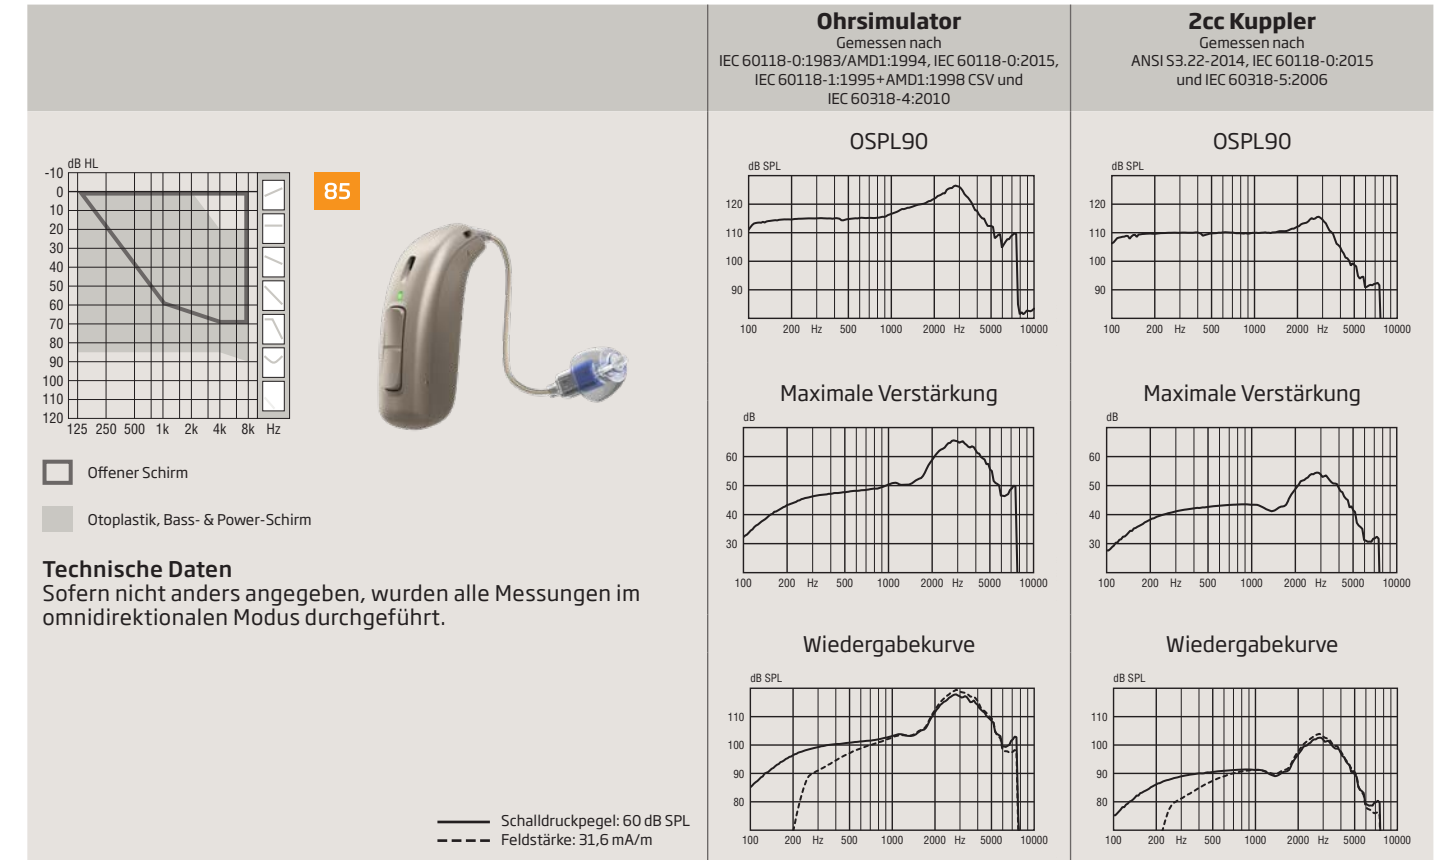 Ohrsimulator
Gemessen nach
IEC 60118-0:1983/AMD1:1994, IEC 60118-0:2015,
IEC 60118-1:1995+AMD1:1998 CSV und
IEC 60318-4:2010
2cc Kuppler
Gemessen nach
ANSI S3.22-2014, IEC 60118-0:2015
und IEC 60318-5:2006
dB HL
-10
0
10
20
30
40
50
60
70
80
90
100
110
120
125 250 500 1k 2k 4k 8k Hz
85
Offener Schirm
Otoplastik, Bass- & Power-Schirm
Technische Daten
Sofern nicht anders angegeben, wurden alle Messungen im
omnidirektionalen Modus durchgeführt.
Schalldruckpegel: 60 dB SPL
Feldstärke: 31,6 mA/m
OSPL90
dB SPL
120
110
100
90
100 200 Hz 500 1000 2000 Hz 5000 10000
Maximale Verstärkung
dB
60
50
40
30
100 200 Hz 500 1000 2000 Hz 5000 10000
Wiedergabekurve
dB SPL
110
100
90
80
100 200 Hz 500 1000 2000 Hz 5000 10000
OSPL90
dB SPL
120
110
100
90
100 200 Hz 500 1000 2000 Hz 5000 10000
Maximale Verstärkung
dB
60
50
40
30
100 200 Hz 500 1000 2000 Hz 5000 10000
Wiedergabekurve
dB SPL
110
100
90
80
100 200 Hz 500 1000 2000 Hz 5000 10000